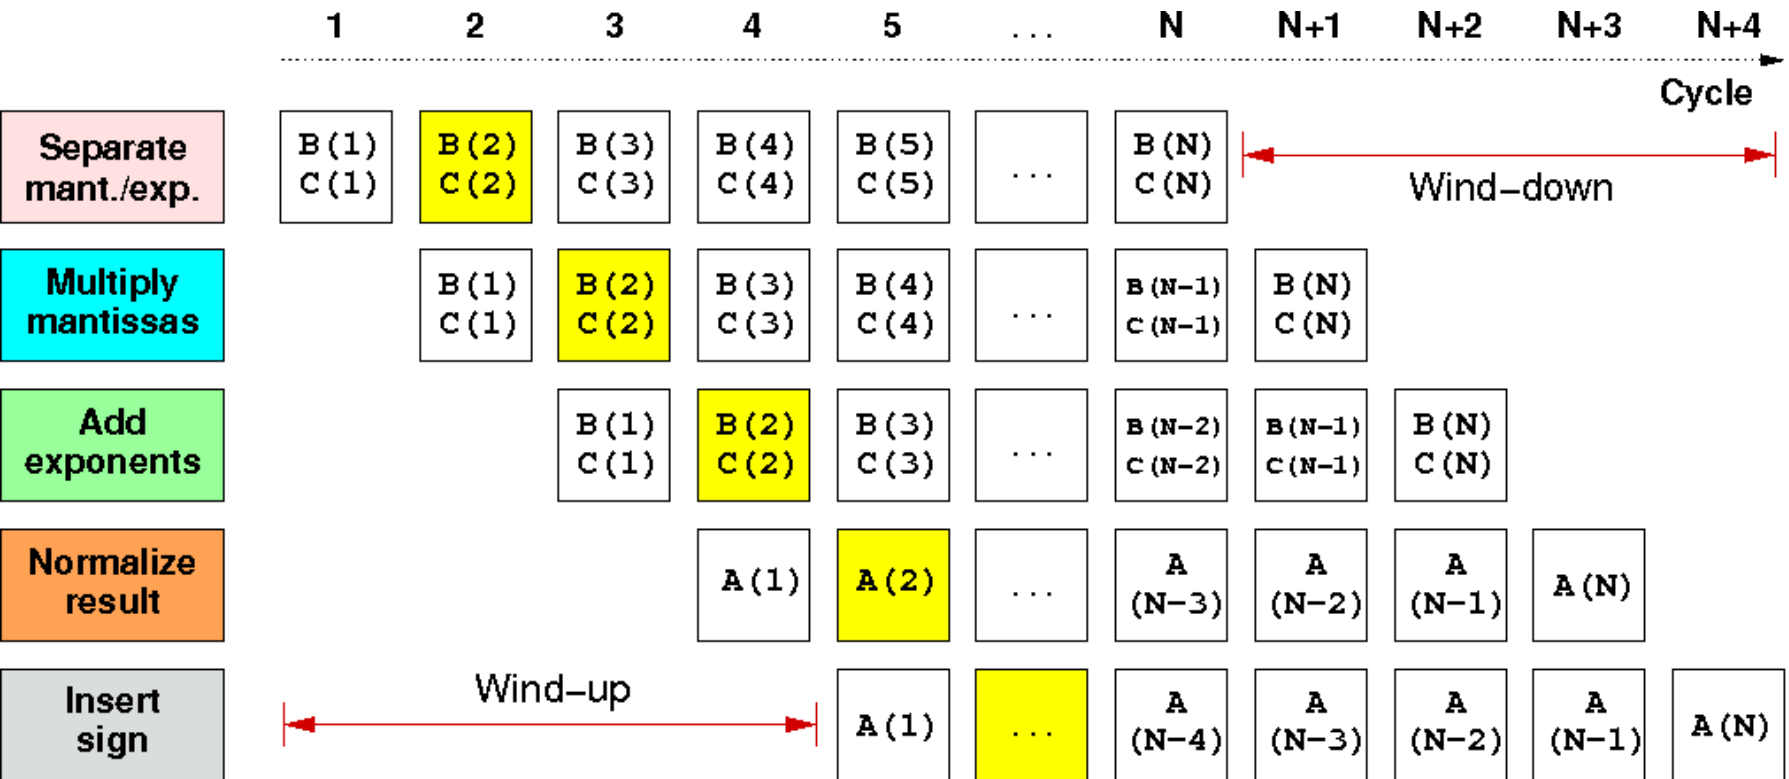 1 2 3 4 5 ... N N+1 N+2 N+3 N+4
Cycle
Separate
mant./exp.
B(1) B(2) B(3) B(4) B(5) ... B(N)
C(1) C(2) C(3) C(4) C(5) C(N)
Wind-down
Multiply
mantissas
B(1) B(2) B(3) B(4) ... B(N-1) B(N)
C(1) C(2) C(3) C(4) C(N-1) C(N)
Add
exponents
B(1) B(2) B(3) ... B(N-2) B(N-1) B(N)
C(1) C(2) C(3) C(N-2) C(N-1) C(N)
Normalize
result
A(1) A(2) ... A A A A(N)
(N-3) (N-2) (N-1)
Insert
sign
Wind-up
A(1) ... A A A A A(N)
(N-4) (N-3) (N-2) (N-1)